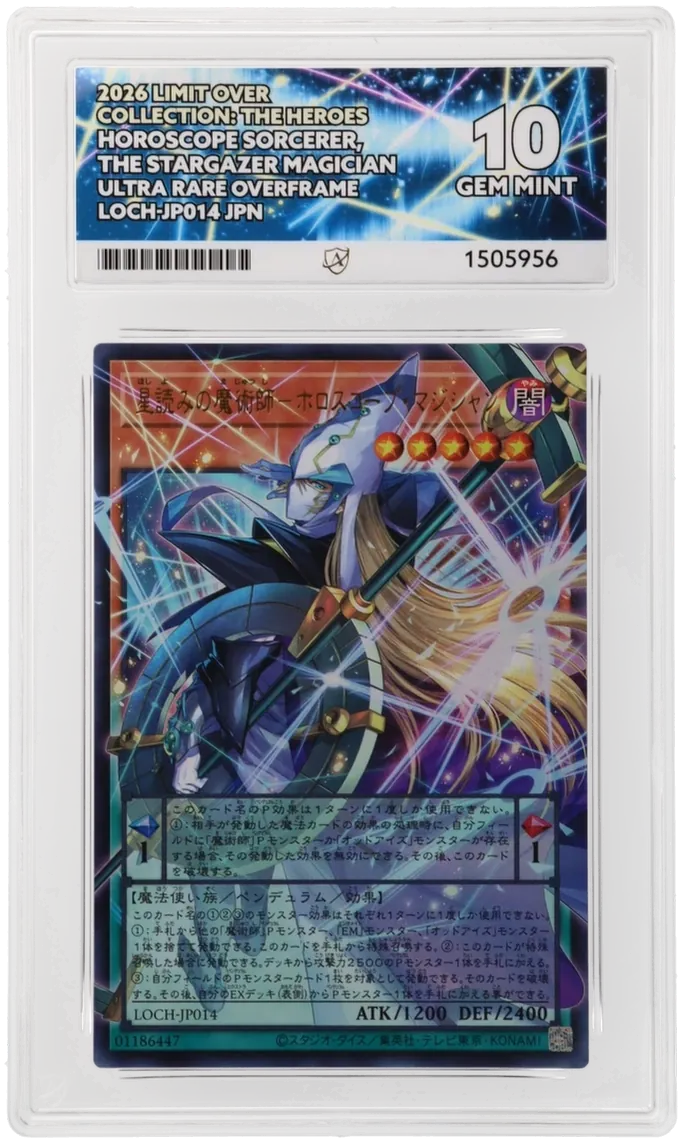 2026 LIMIT OVER
COLLECTION: THE HEROES
HOROSCOPE SORCERER,
THE STARGAZER MAGICIAN
ULTRA RARE OVERFRAME
LOCH-JP014 JPN
10
GEM MINT
1505956
星読みの魔術師-ホロスコープ・マジシャン
闇
このカード名のP効果は1ターンに1度しか使用できない。
①:相手が発動した魔法カードの効果の処理時に、自分フィー
ルドに「魔術師」Pモンスターか「オッドアイズ」モンスターが存在
する場合、その発動した効果を無効にできる。その後、このカード
を破壊する。
1
1
【魔法使い族/ペンデュラム/効果】
このカード名の①②③のモンスター効果はそれぞれ1ターンに1度しか使用できない。
①:手札から他の「魔術師」Pモンスター、「EM」モンスター、「オッドアイズ」モンスター
1体を捨てて発動できる。このカードを手札から特殊召喚する。②:このカードが特殊
召喚した場合に発動できる。デッキから攻撃力2500のPモンスター1体を手札に加える。
③:自分フィールドのPモンスターカード1枚を対象として発動できる。そのカードを破壊
する。その後、自分のEXデッキ(表側)からPモンスター1体を手札に加える事ができる。
LOCH-JP014
ATK/1200 DEF/2400
01186447
©スタジオ・ダイス/集英社・テレビ東京・KONAMI